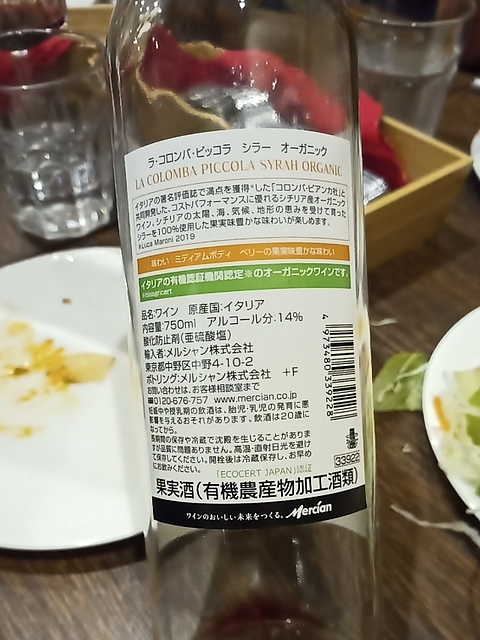 ラ・コロンバ・ピッコラ シラー オーガニック
LA COLOMBA PICCOLA SYRAH ORGANIC
イタリアの著名評価誌で満点を獲得※した「コロンバ・ビアンカ社」と
共同開発した、コストパフォーマンスに優れるシチリア産オーガニック
ワイン。シチリアの太陽、海、気候、地形の恵みを受けて育った
シラーを100%使用した果実味豊かな味わいが楽しめます。
※Luca Maroni 2019
味わい ミディアムボディ ベリーの果実味豊かな味わい
イタリアの有機認証機関認定※のオーガニックワインです。
※bioagricert
品名:ワイン 原産国:イタリア
内容量:750ml アルコール分:14%
酸化防止剤(亜硫酸塩)
輸入者:メルシャン株式会社
東京都中野区中野4-10-2
ボトリング:メルシャン株式会社 +F
お問い合わせは、お客様相談室まで
0120-676-757 www.mercian.co.jp
妊娠中や授乳期の飲酒は、胎児・乳児の発育に悪
影響を与えるおそれがあります。飲酒は20歳に
なってから。
長期間の保存や冷蔵で沈殿を生じることがありま
すが品質に問題ありません。高温・直射日光を避け
て保存してください。開栓後は冷蔵保存し、お早め
にお飲みください。
「ECOCERT JAPAN」認証
4 973480 339228
33922
果実酒(有機農産物加工酒類)
ワインのおいしい未来をつくる。 Mercian